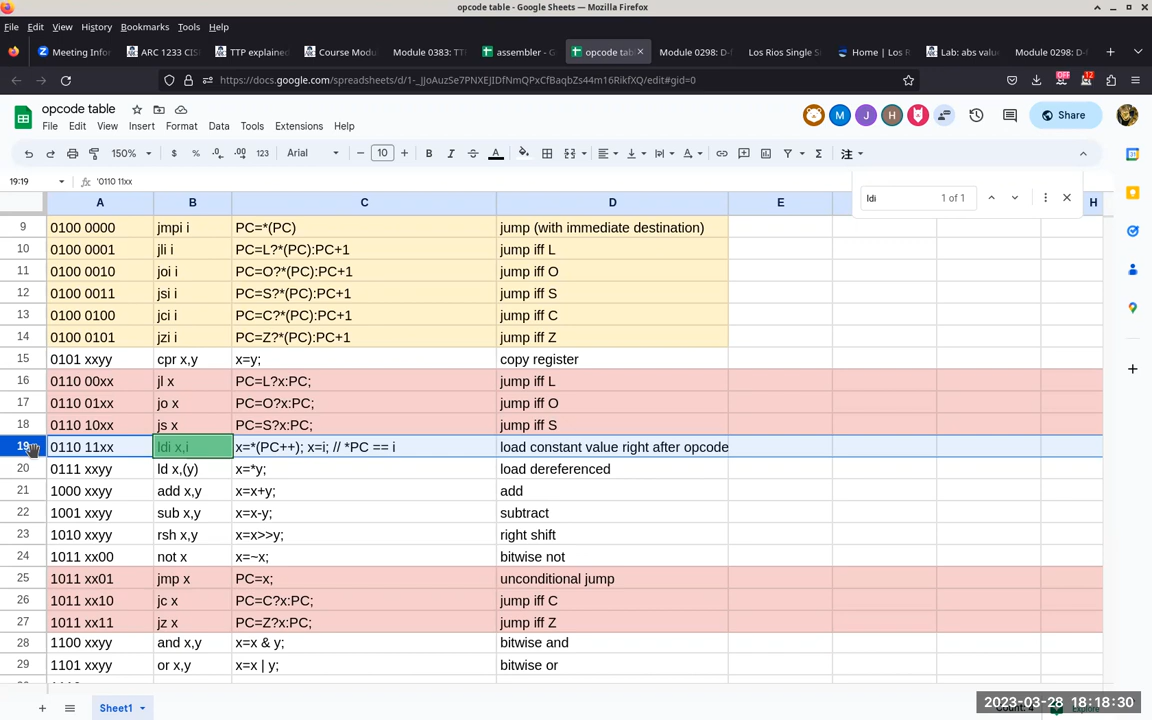 opcode table - Google Sheets — Mozilla Firefox
File Edit View History Bookmarks Tools Help
Meeting Infor ARC 1233 CIS TTP explained Course Modu Module 0383: TT assembler - G opcode tab Module 0298: D-f Los Rios Single S Home | Los R Lab: abs value Module 0298: D-f
OFF 12
opcode table
File Edit View Insert Format Data Tools Extensions Help
M J H Share
150% $ % .0 .00 123 Arial 10 B I A
19:19 fx '0110 11xx
ldi 1 of 1
A B C D E H
9 0100 0000 jmpi i PC=*(PC) jump (with immediate destination)
10 0100 0001 jli i PC=L?*(PC):PC+1 jump iff L
11 0100 0010 joi i PC=O?*(PC):PC+1 jump iff O
12 0100 0011 jsi i PC=S?*(PC):PC+1 jump iff S
13 0100 0100 jci i PC=C?*(PC):PC+1 jump iff C
14 0100 0101 jzi i PC=Z?*(PC):PC+1 jump iff Z
15 0101 xxyy cpr x,y x=y; copy register
16 0110 00xx jl x PC=L?x:PC; jump iff L
17 0110 01xx jo x PC=O?x:PC; jump iff O
18 0110 10xx js x PC=S?x:PC; jump iff S
19 0110 11xx ldi x,i x=*(PC++); x=i; // *PC == i load constant value right after opcode
20 0111 xxyy ld x,(y) x=*y; load dereferenced
21 1000 xxyy add x,y x=x+y; add
22 1001 xxyy sub x,y x=x-y; subtract
23 1010 xxyy rsh x,y x=x>>y; right shift
24 1011 xx00 not x x=~x; bitwise not
25 1011 xx01 jmp x PC=x; unconditional jump
26 1011 xx10 jc x PC=C?x:PC; jump iff C
27 1011 xx11 jz x PC=Z?x:PC; jump iff Z
28 1100 xxyy and x,y x=x & y; bitwise and
29 1101 xxyy or x,y x=x | y; bitwise or
Sheet1
2023-03-28 18:18:30